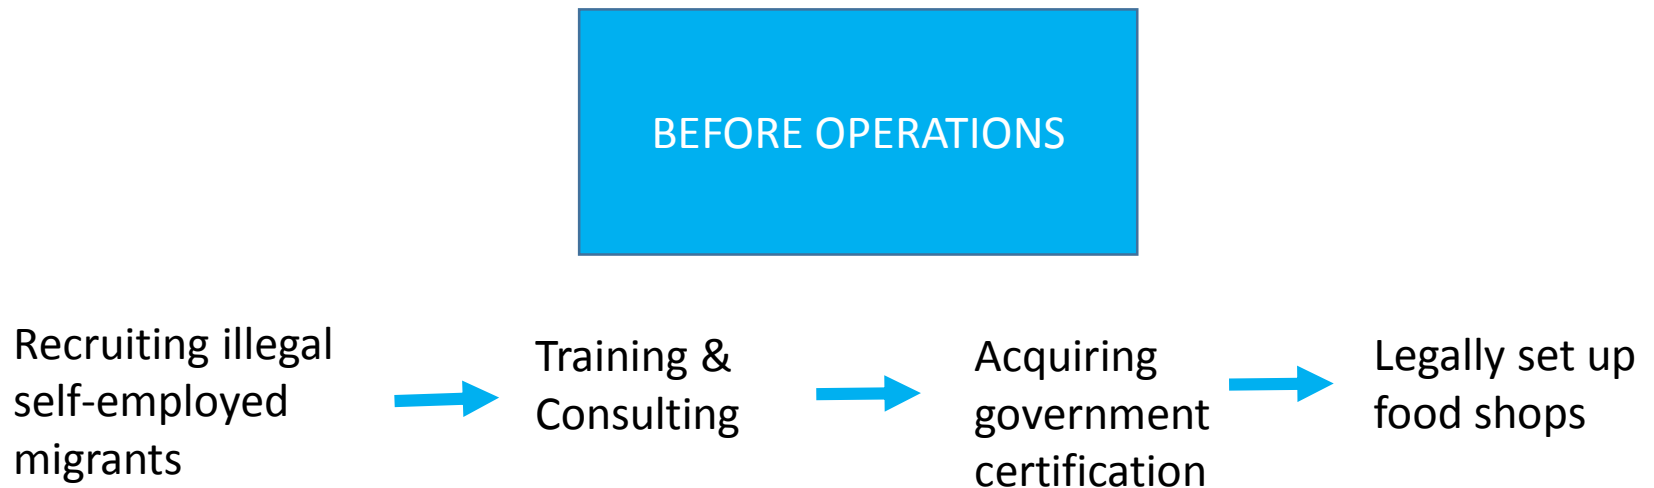 BEFORE OPERATIONS
Recruiting illegal
self-employed
migrants
Training &
Consulting
Acquiring
government
certification
Legally set up
food shops